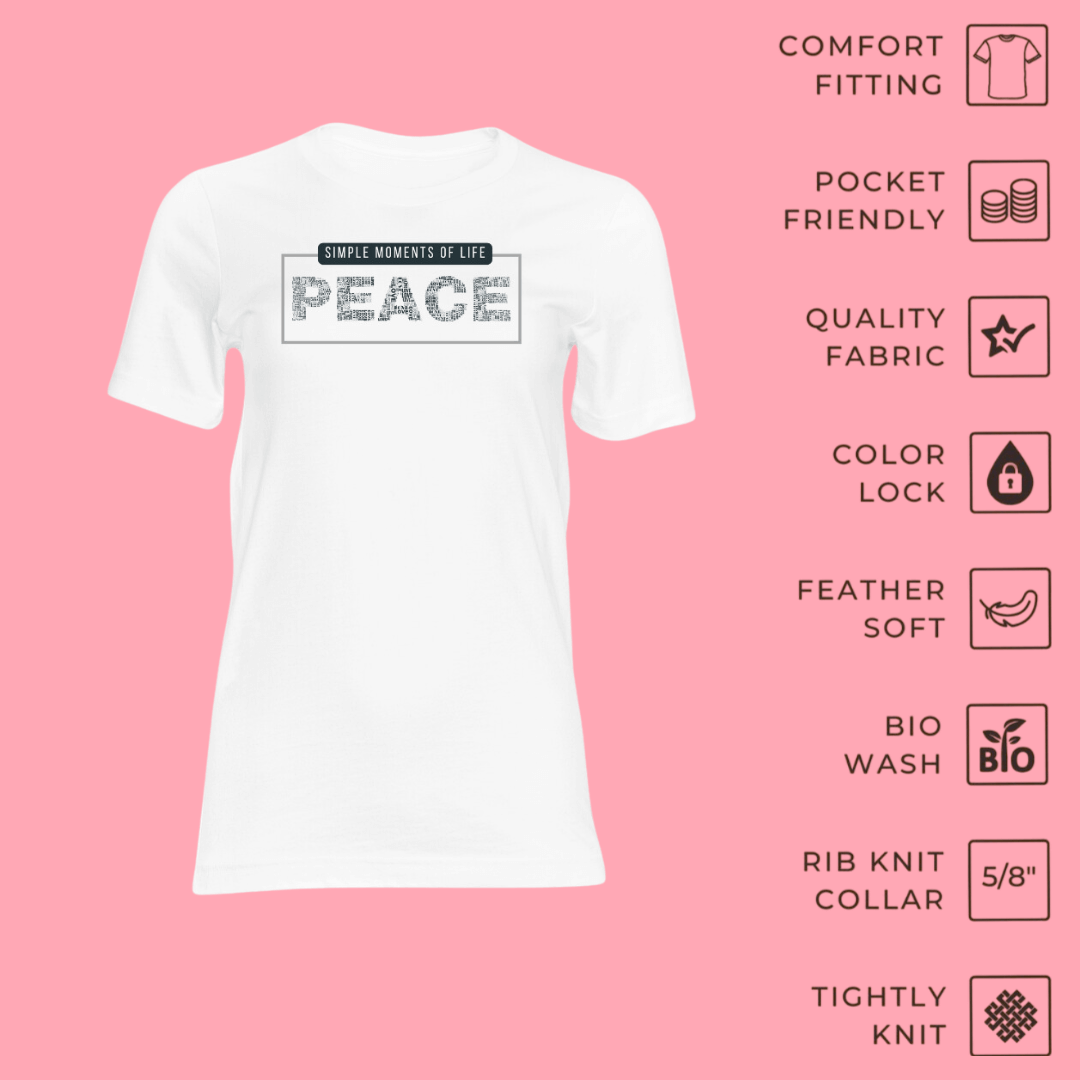 SIMPLE MOMENTS OF LIFE
PEACE
COMFORT
FITTING
POCKET
FRIENDLY
QUALITY
FABRIC
COLOR
LOCK
FEATHER
SOFT
BIO
WASH
BIO
RIB KNIT
COLLAR
5/8"
TIGHTLY
KNIT